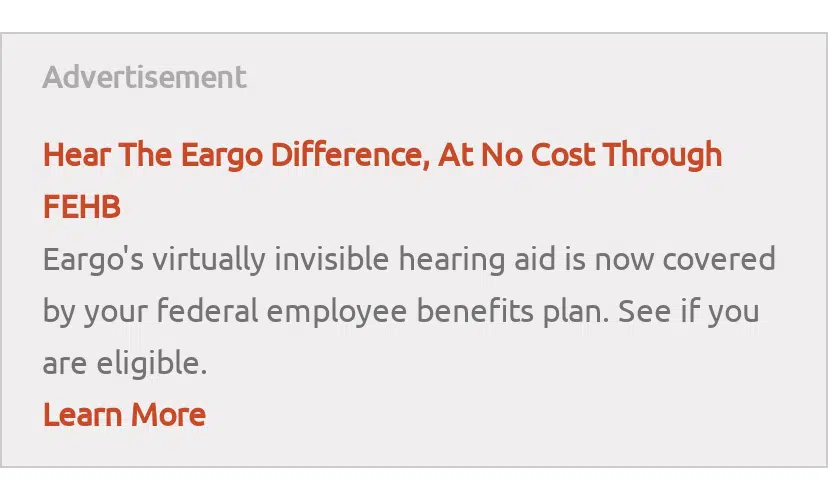 Advertisement
Hear The Eargo Difference, At No Cost Through
FEHB
Eargo's virtually invisible hearing aid is now covered
by your federal employee benefits plan. See if you
are eligible.
Learn More